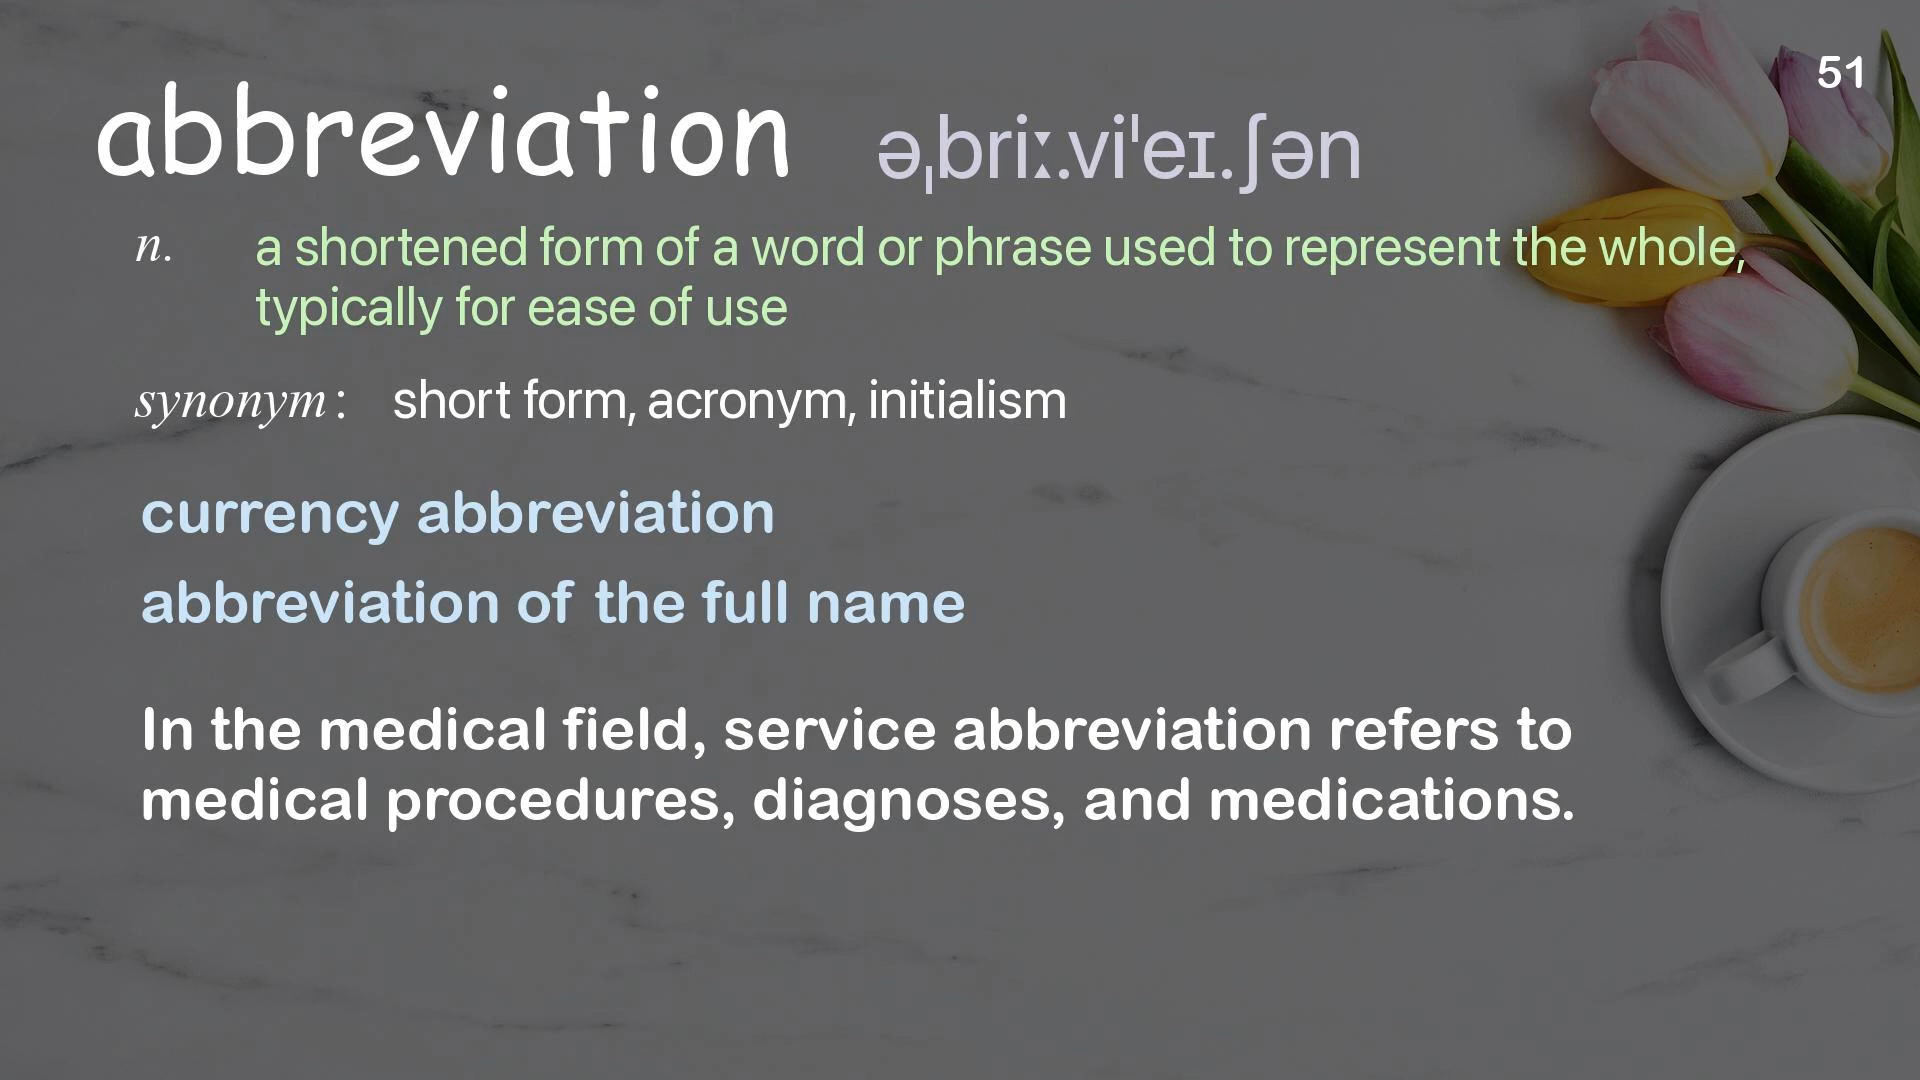 51
abbreviation əˌbriː.viˈeɪ.ʃən
n. a shortened form of a word or phrase used to represent the whole,
typically for ease of use
synonym : short form, acronym, initialism
currency abbreviation
abbreviation of the full name
In the medical field, service abbreviation refers to
medical procedures, diagnoses, and medications.